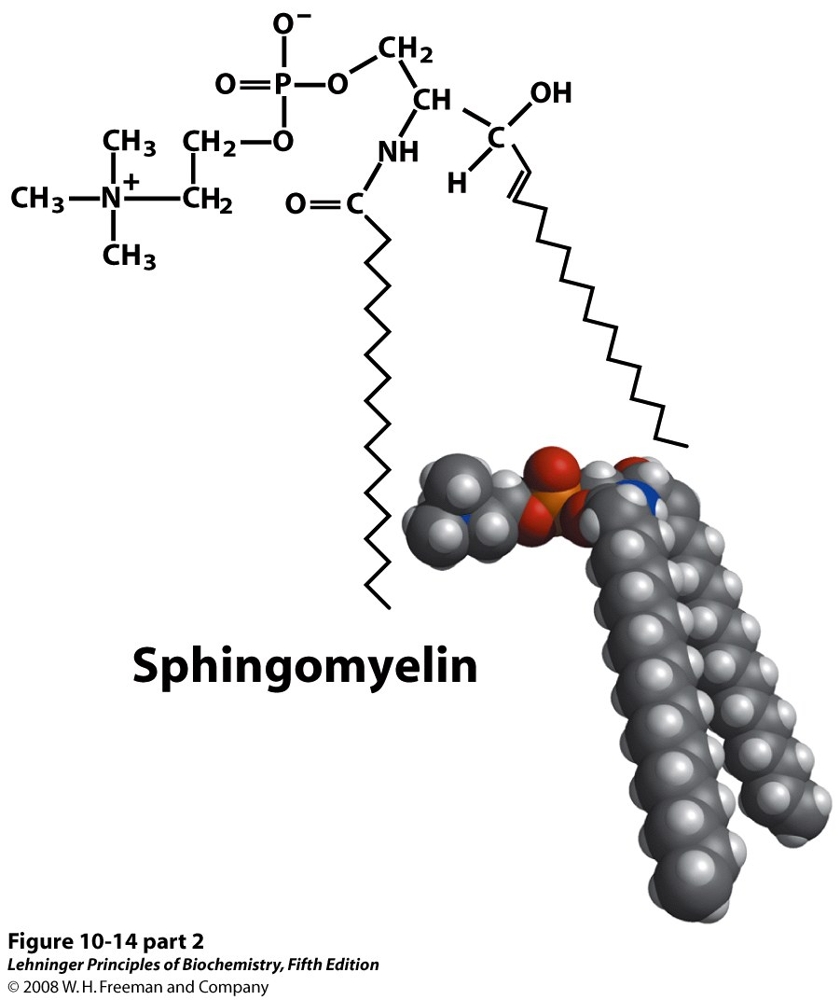 O−
CH2
O=P—O
CH
OH
CH3
CH2—O
NH
C
H
CH3—N+—CH2
O=C
CH3
Sphingomyelin
Figure 10-14 part 2
Lehninger Principles of Biochemistry, Fifth Edition
© 2008 W. H. Freeman and Company